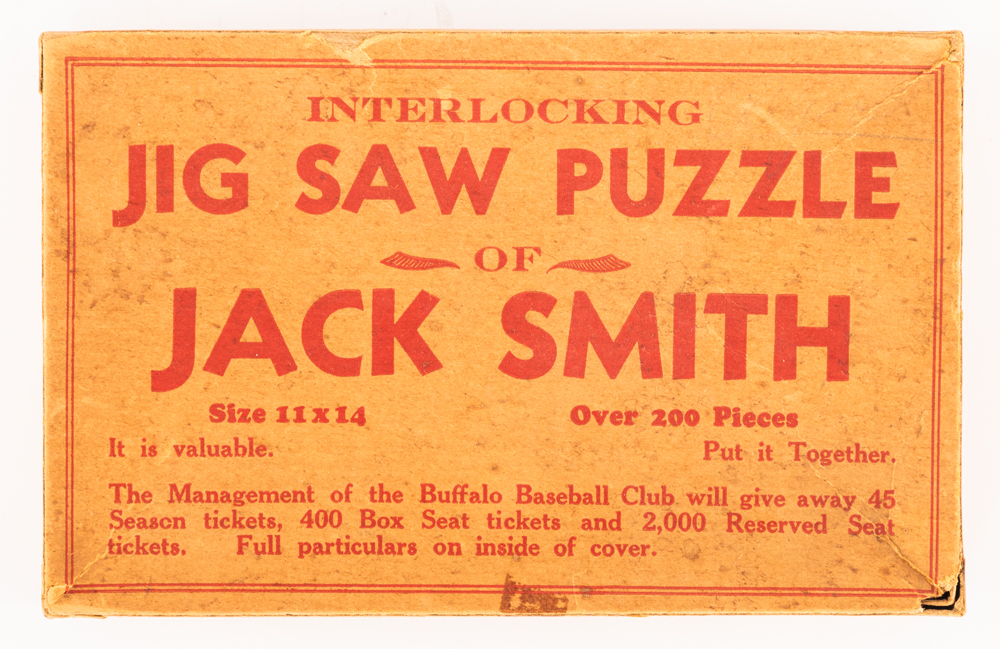 INTERLOCKING
JIG SAW PUZZLE
OF
JACK SMITH
Size 11x14 Over 200 Pieces
It is valuable. Put it Together.
The Management of the Buffalo Baseball Club will give away 45
Season tickets, 400 Box Seat tickets and 2,000 Reserved Seat
tickets. Full particulars on inside of cover.